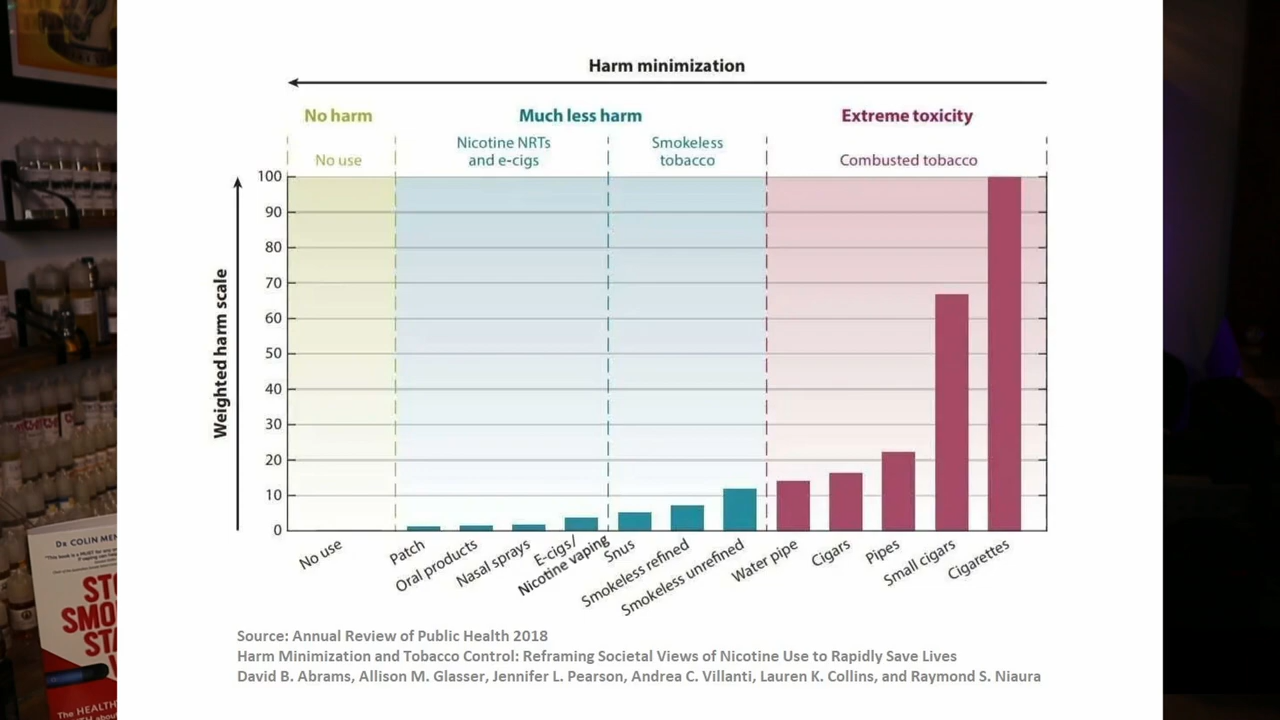 Harm minimization
No harm
Much less harm
Extreme toxicity
No use
Nicotine NRTs
and e-cigs
Smokeless
tobacco
Combusted tobacco
Weighted harm scale
100
90
80
70
60
50
40
30
20
10
0
No use
Patch
Oral products
Nasal sprays
E-cigs/
Nicotine vaping
Snus
Smokeless refined
Smokeless unrefined
Water pipe
Cigars
Pipes
Small cigars
Cigarettes
Source: Annual Review of Public Health 2018
Harm Minimization and Tobacco Control: Reframing Societal Views of Nicotine Use to Rapidly Save Lives
David B. Abrams, Allison M. Glasser, Jennifer L. Pearson, Andrea C. Villanti, Lauren K. Collins, and Raymond S. Niaura
DR COLIN
The HEALTH